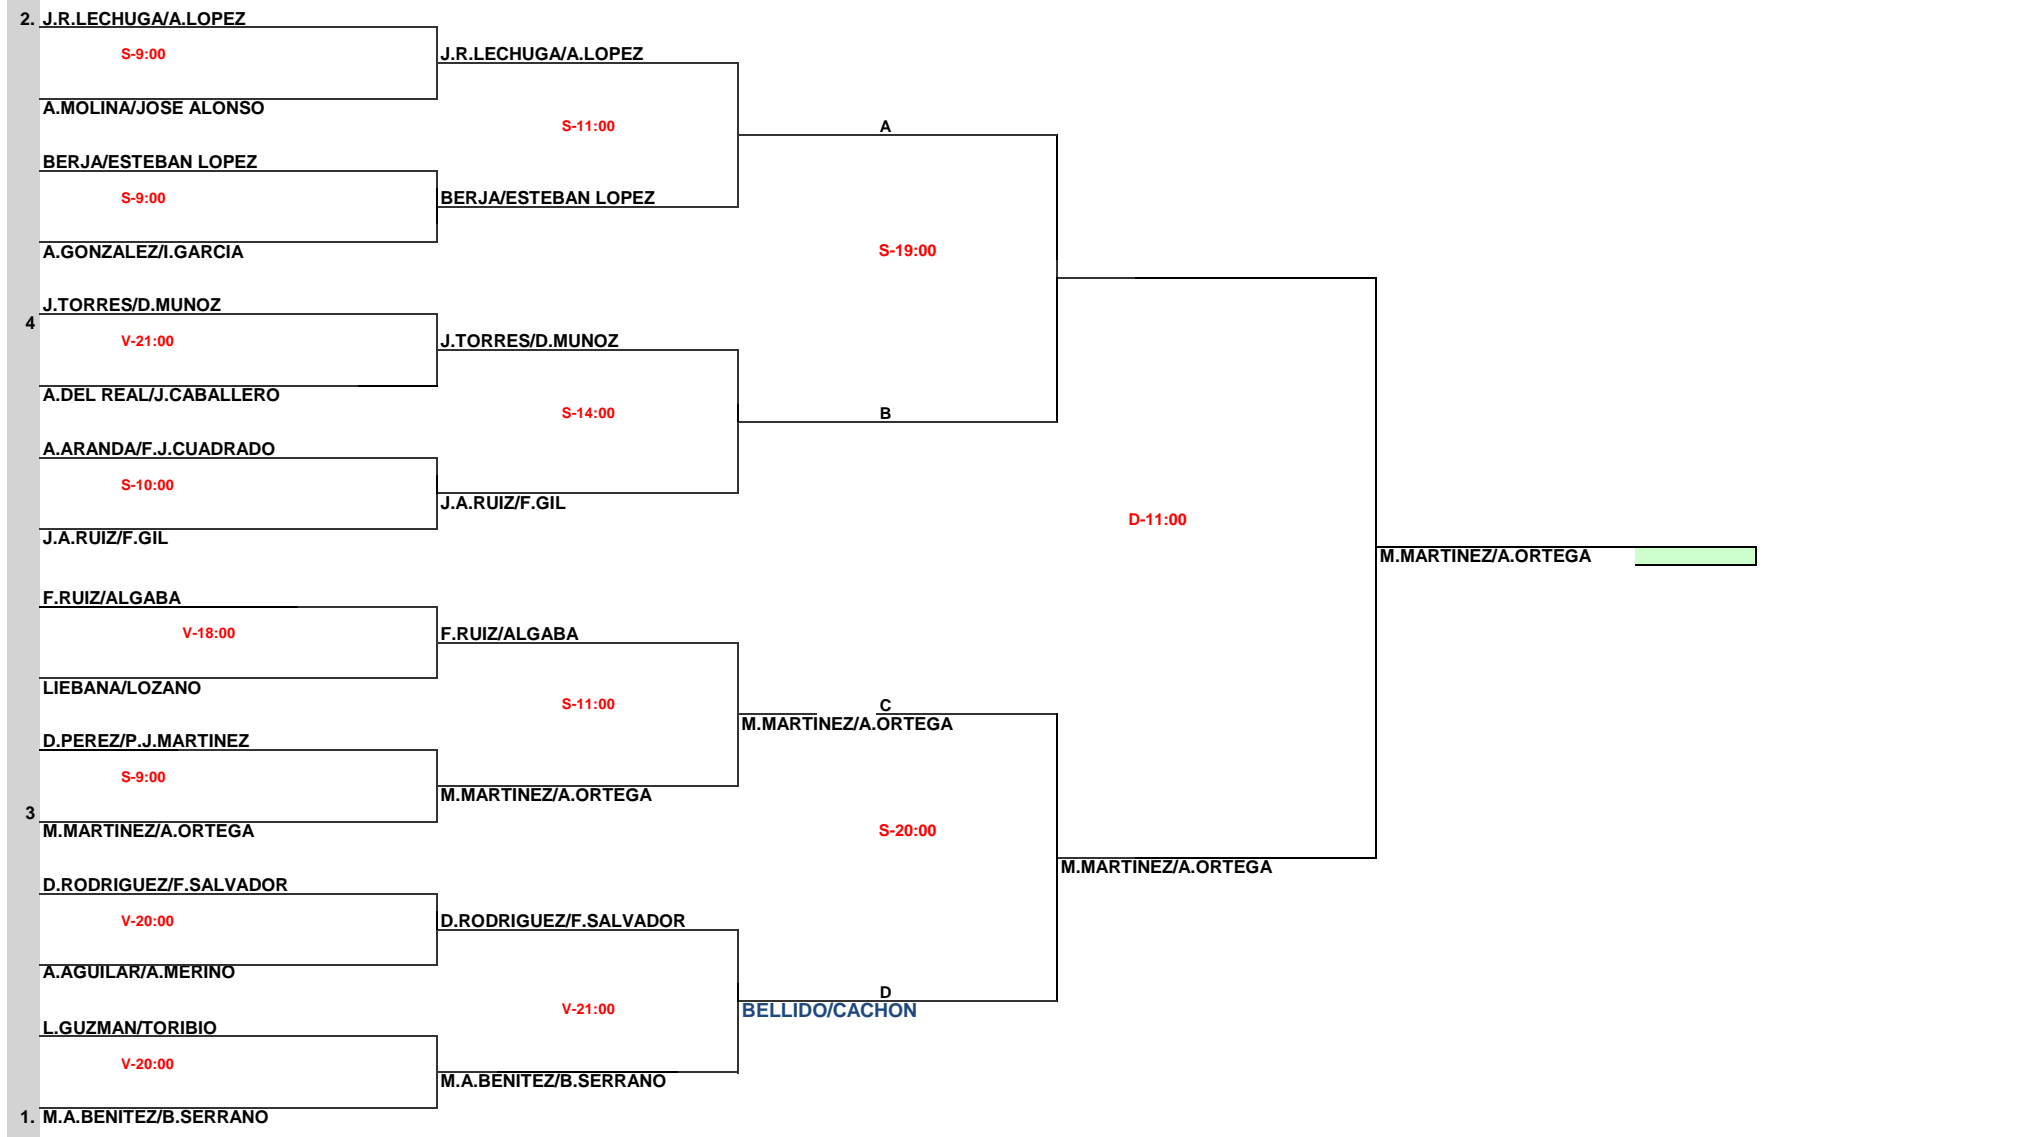 2. J.R.LECHUGA/A.LOPEZ
S-9:00
J.R.LECHUGA/A.LOPEZ
A.MOLINA/JOSE ALONSO
S-11:00
A
BERJA/ESTEBAN LOPEZ
S-9:00
BERJA/ESTEBAN LOPEZ
A.GONZALEZ/I.GARCIA
S-19:00
J.TORRES/D.MUNOZ
4
V-21:00
J.TORRES/D.MUNOZ
A.DEL REAL/J.CABALLERO
S-14:00
B
A.ARANDA/F.J.CUADRADO
S-10:00
J.A.RUIZ/F.GIL
D-11:00
J.A.RUIZ/F.GIL
M.MARTINEZ/A.ORTEGA
F.RUIZ/ALGABA
V-18:00
F.RUIZ/ALGABA
LIEBANA/LOZANO
S-11:00
C
M.MARTINEZ/A.ORTEGA
D.PEREZ/P.J.MARTINEZ
S-9:00
M.MARTINEZ/A.ORTEGA
3
M.MARTINEZ/A.ORTEGA
S-20:00
M.MARTINEZ/A.ORTEGA
D.RODRIGUEZ/F.SALVADOR
V-20:00
D.RODRIGUEZ/F.SALVADOR
A.AGUILAR/A.MERINO
D
V-21:00
BELLIDO/CACHON
L.GUZMAN/TORIBIO
V-20:00
M.A.BENITEZ/B.SERRANO
1. M.A.BENITEZ/B.SERRANO